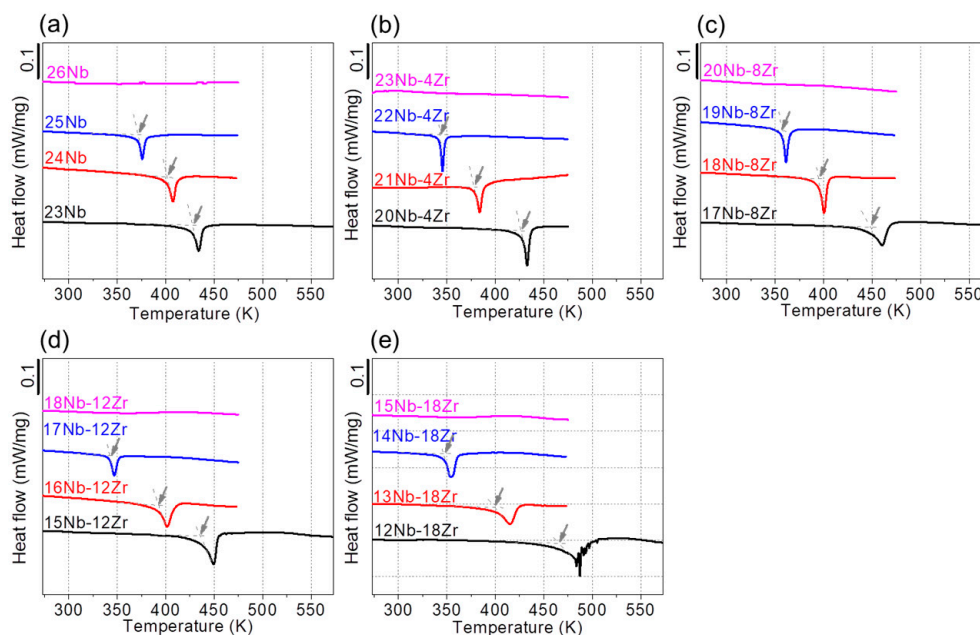 (a)
0.1
Heat flow (mW/mg)
26Nb
25Nb
24Nb
23Nb
300 350 400 450 500 550
Temperature (K)
(b)
0.1
Heat flow (mW/mg)
23Nb-4Zr
22Nb-4Zr
21Nb-4Zr
20Nb-4Zr
300 350 400 450 500 550
Temperature (K)
(c)
0.1
Heat flow (mW/mg)
20Nb-8Zr
19Nb-8Zr
18Nb-8Zr
17Nb-8Zr
300 350 400 450 500 550
Temperature (K)
(d)
0.1
Heat flow (mW/mg)
18Nb-12Zr
17Nb-12Zr
16Nb-12Zr
15Nb-12Zr
300 350 400 450 500 550
Temperature (K)
(e)
0.1
Heat flow (mW/mg)
15Nb-18Zr
14Nb-18Zr
13Nb-18Zr
12Nb-18Zr
300 350 400 450 500 550
Temperature (K)